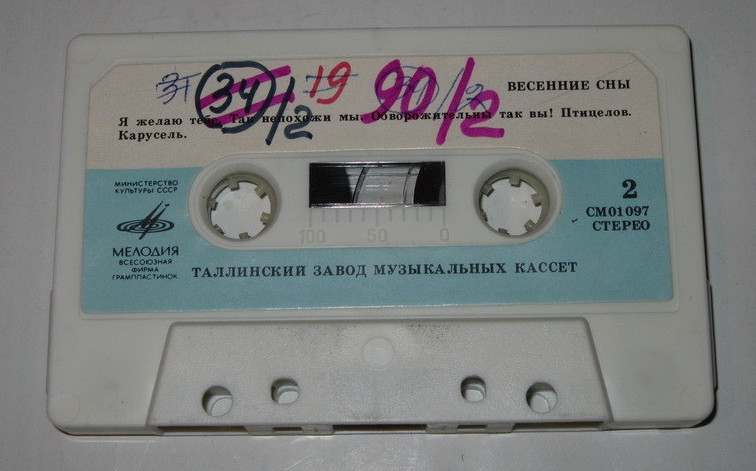 34/2 19 90/2
ВЕСЕННИЕ СНЫ
Я желаю тебе. Так непохожи мы. Обворожительны так вы! Птицелов.
Карусель.
МИНИСТЕРСТВО
КУЛЬТУРЫ СССР
МЕЛОДИЯ
ВСЕСОЮЗНАЯ
ФИРМА
ГРАМПЛАСТИНОК
100 50 0
2
СМ01097
СТЕРЕО
ТАЛЛИНСКИЙ ЗАВОД МУЗЫКАЛЬНЫХ КАССЕТ